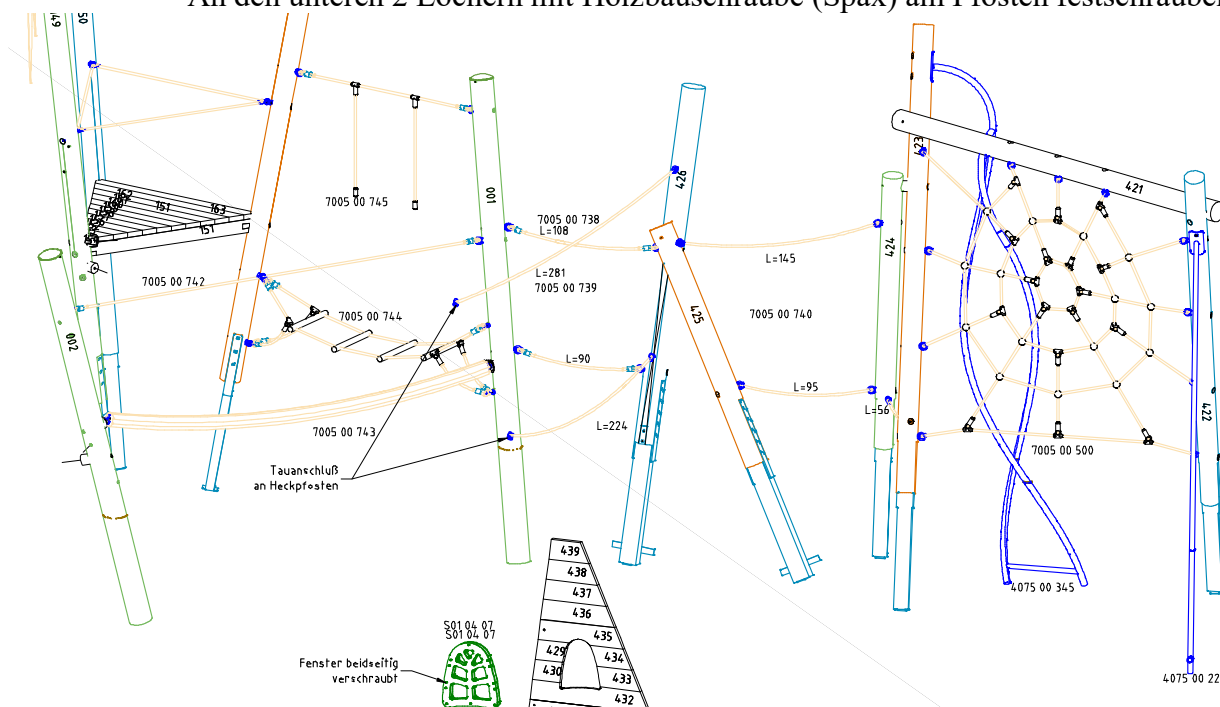 An den unteren 2 Löchern mit Holzbauschraube (Spax) am Pfosten festschrauben
149
50
151
163
151
7005 00 745
001
426
7005 00 738
L=108
423
421
424
L=145
7005 00 742
L=281
7005 00 739
7005 00 744
7005 00 740
425
002
L=90
L=95
L=56
422
L=224
7005 00 743
7005 00 500
Tauanschluß
an Heckpfosten
439
438
437
436
435
429
434
430
433
432
4075 00 345
S01 04 07
S01 04 07
Fenster beidseitig
verschraubt
4075 00 22